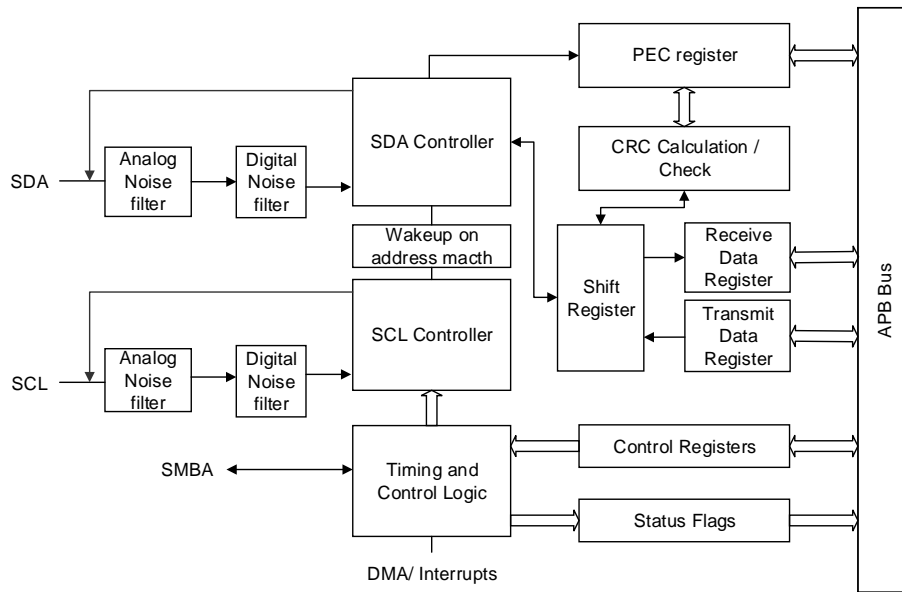 PEC register
SDA Controller
CRC Calculation /
Check
SDA
Analog
Noise
filter
Digital
Noise
filter
Wakeup on
address macth
Shift
Register
Receive
Data
Register
Transmit
Data
Register
APB Bus
SCL Controller
SCL
Analog
Noise
filter
Digital
Noise
filter
SMBA
Timing and
Control Logic
Control Registers
Status Flags
DMA/ Interrupts